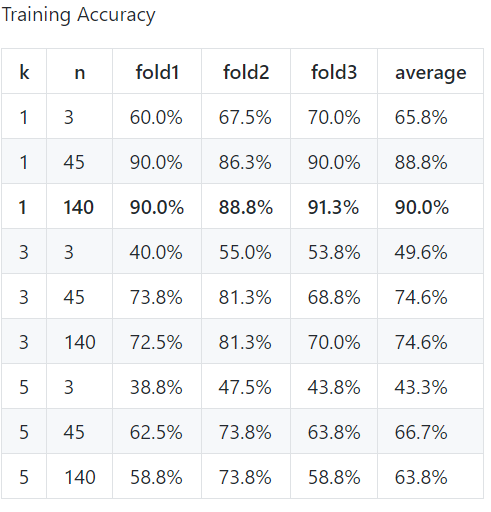 Training Accuracy
k n fold1 fold2 fold3 average
1 3 60.0% 67.5% 70.0% 65.8%
1 45 90.0% 86.3% 90.0% 88.8%
1 140 90.0% 88.8% 91.3% 90.0%
3 3 40.0% 55.0% 53.8% 49.6%
3 45 73.8% 81.3% 68.8% 74.6%
3 140 72.5% 81.3% 70.0% 74.6%
5 3 38.8% 47.5% 43.8% 43.3%
5 45 62.5% 73.8% 63.8% 66.7%
5 140 58.8% 73.8% 58.8% 63.8%